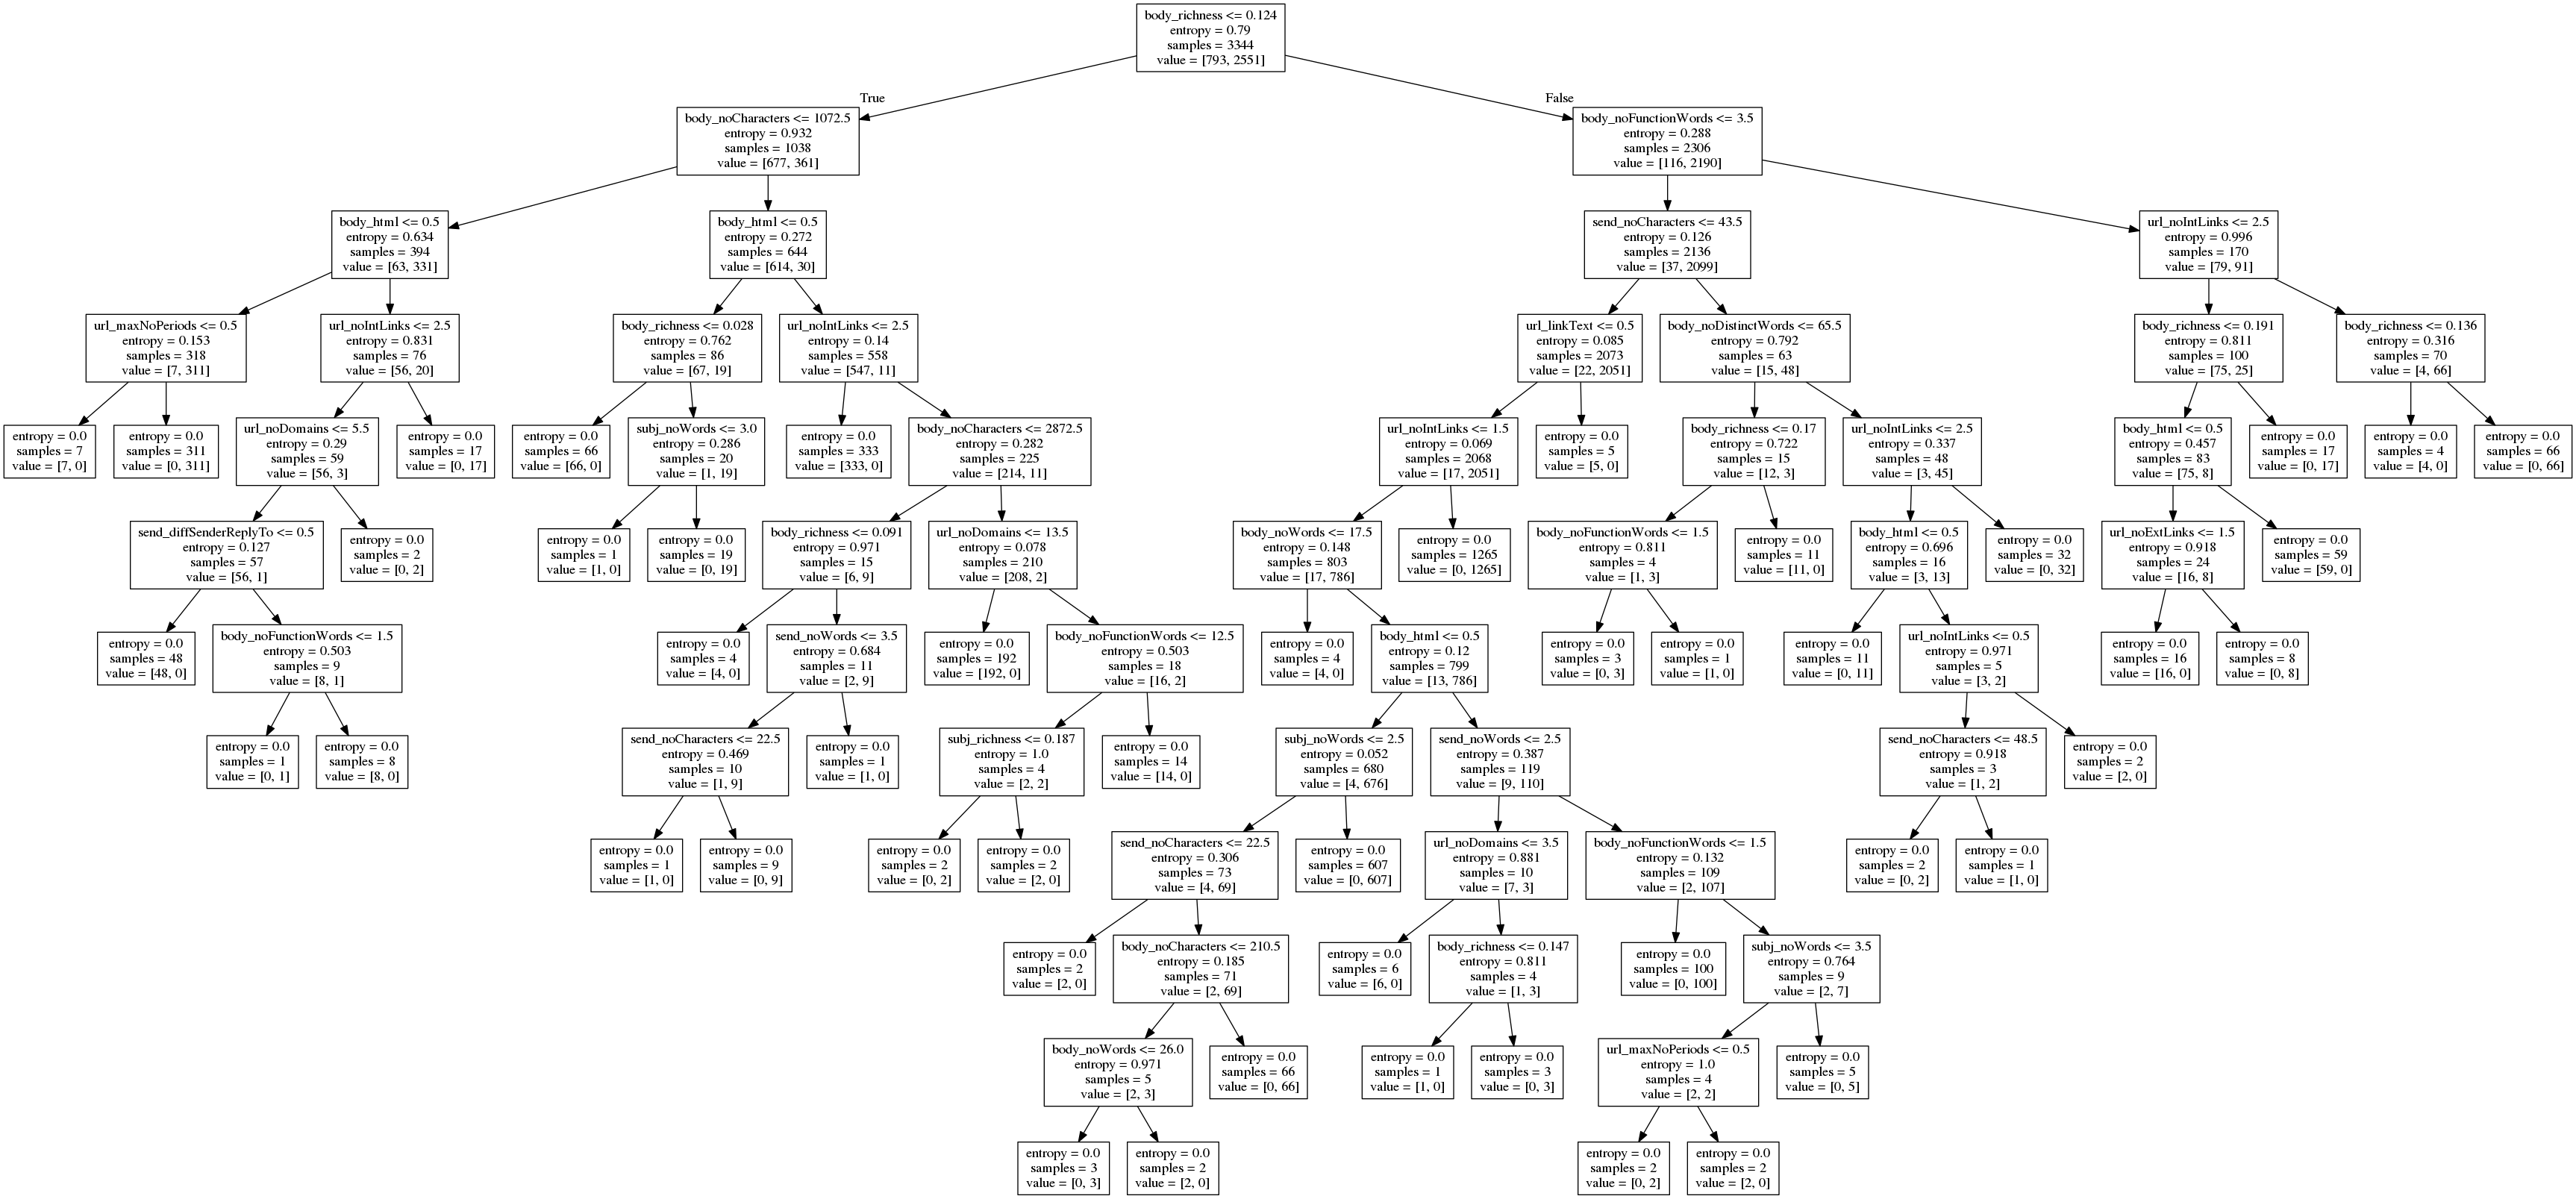 body_richness <= 0.124
entropy = 0.79
samples = 3344
value = [793, 2551]
True
False
body_noCharacters <= 1072.5
entropy = 0.932
samples = 1038
value = [677, 361]
body_noFunctionWords <= 3.5
entropy = 0.288
samples = 2306
value = [116, 2190]
body_html <= 0.5
entropy = 0.634
samples = 394
value = [63, 331]
body_html <= 0.5
entropy = 0.272
samples = 644
value = [614, 30]
send_noCharacters <= 43.5
entropy = 0.126
samples = 2136
value = [37, 2099]
url_noIntLinks <= 2.5
entropy = 0.996
samples = 170
value = [79, 91]
url_maxNoPeriods <= 0.5
entropy = 0.153
samples = 318
value = [7, 311]
url_noIntLinks <= 2.5
entropy = 0.831
samples = 76
value = [56, 20]
body_richness <= 0.028
entropy = 0.762
samples = 86
value = [67, 19]
url_noIntLinks <= 2.5
entropy = 0.14
samples = 558
value = [547, 11]
url_linkText <= 0.5
entropy = 0.085
samples = 2073
value = [22, 2051]
body_noDistinctWords <= 65.5
entropy = 0.792
samples = 63
value = [15, 48]
body_richness <= 0.191
entropy = 0.811
samples = 100
value = [75, 25]
body_richness <= 0.136
entropy = 0.316
samples = 70
value = [4, 66]
entropy = 0.0
samples = 7
value = [7, 0]
entropy = 0.0
samples = 311
value = [0, 311]
url_noDomains <= 5.5
entropy = 0.29
samples = 59
value = [56, 3]
entropy = 0.0
samples = 17
value = [0, 17]
entropy = 0.0
samples = 66
value = [66, 0]
subj_noWords <= 3.0
entropy = 0.286
samples = 20
value = [1, 19]
entropy = 0.0
samples = 333
value = [333, 0]
body_noCharacters <= 2872.5
entropy = 0.282
samples = 225
value = [214, 11]
url_noIntLinks <= 1.5
entropy = 0.069
samples = 2068
value = [17, 2051]
entropy = 0.0
samples = 5
value = [5, 0]
body_richness <= 0.17
entropy = 0.722
samples = 15
value = [12, 3]
url_noIntLinks <= 2.5
entropy = 0.337
samples = 48
value = [3, 45]
body_html <= 0.5
entropy = 0.457
samples = 83
value = [75, 8]
entropy = 0.0
samples = 17
value = [0, 17]
entropy = 0.0
samples = 4
value = [4, 0]
entropy = 0.0
samples = 66
value = [0, 66]
send_diffSenderReplyTo <= 0.5
entropy = 0.127
samples = 57
value = [56, 1]
entropy = 0.0
samples = 2
value = [0, 2]
entropy = 0.0
samples = 1
value = [1, 0]
entropy = 0.0
samples = 19
value = [0, 19]
body_richness <= 0.091
entropy = 0.971
samples = 15
value = [6, 9]
url_noDomains <= 13.5
entropy = 0.078
samples = 210
value = [208, 2]
body_noWords <= 17.5
entropy = 0.148
samples = 803
value = [17, 786]
entropy = 0.0
samples = 1265
value = [0, 1265]
body_noFunctionWords <= 1.5
entropy = 0.811
samples = 4
value = [1, 3]
entropy = 0.0
samples = 11
value = [11, 0]
body_html <= 0.5
entropy = 0.696
samples = 16
value = [3, 13]
entropy = 0.0
samples = 32
value = [0, 32]
url_noExtLinks <= 1.5
entropy = 0.918
samples = 24
value = [16, 8]
entropy = 0.0
samples = 59
value = [59, 0]
entropy = 0.0
samples = 48
value = [48, 0]
body_noFunctionWords <= 1.5
entropy = 0.503
samples = 9
value = [8, 1]
entropy = 0.0
samples = 4
value = [4, 0]
send_noWords <= 3.5
entropy = 0.684
samples = 11
value = [2, 9]
entropy = 0.0
samples = 192
value = [192, 0]
body_noFunctionWords <= 12.5
entropy = 0.503
samples = 18
value = [16, 2]
entropy = 0.0
samples = 4
value = [4, 0]
body_html <= 0.5
entropy = 0.12
samples = 799
value = [13, 786]
entropy = 0.0
samples = 3
value = [0, 3]
entropy = 0.0
samples = 1
value = [1, 0]
entropy = 0.0
samples = 11
value = [0, 11]
url_noIntLinks <= 0.5
entropy = 0.971
samples = 5
value = [3, 2]
entropy = 0.0
samples = 16
value = [16, 0]
entropy = 0.0
samples = 8
value = [0, 8]
entropy = 0.0
samples = 1
value = [0, 1]
entropy = 0.0
samples = 8
value = [8, 0]
send_noCharacters <= 22.5
entropy = 0.469
samples = 10
value = [1, 9]
entropy = 0.0
samples = 1
value = [1, 0]
subj_richness <= 0.187
entropy = 1.0
samples = 4
value = [2, 2]
entropy = 0.0
samples = 14
value = [14, 0]
subj_noWords <= 2.5
entropy = 0.052
samples = 680
value = [4, 676]
send_noWords <= 2.5
entropy = 0.387
samples = 119
value = [9, 110]
send_noCharacters <= 48.5
entropy = 0.918
samples = 3
value = [1, 2]
entropy = 0.0
samples = 2
value = [2, 0]
entropy = 0.0
samples = 1
value = [1, 0]
entropy = 0.0
samples = 9
value = [0, 9]
entropy = 0.0
samples = 2
value = [0, 2]
entropy = 0.0
samples = 2
value = [2, 0]
send_noCharacters <= 22.5
entropy = 0.306
samples = 73
value = [4, 69]
entropy = 0.0
samples = 607
value = [0, 607]
url_noDomains <= 3.5
entropy = 0.881
samples = 10
value = [7, 3]
body_noFunctionWords <= 1.5
entropy = 0.132
samples = 109
value = [2, 107]
entropy = 0.0
samples = 2
value = [0, 2]
entropy = 0.0
samples = 1
value = [1, 0]
entropy = 0.0
samples = 2
value = [2, 0]
body_noCharacters <= 210.5
entropy = 0.185
samples = 71
value = [2, 69]
entropy = 0.0
samples = 6
value = [6, 0]
body_richness <= 0.147
entropy = 0.811
samples = 4
value = [1, 3]
entropy = 0.0
samples = 100
value = [0, 100]
subj_noWords <= 3.5
entropy = 0.764
samples = 9
value = [2, 7]
body_noWords <= 26.0
entropy = 0.971
samples = 5
value = [2, 3]
entropy = 0.0
samples = 66
value = [0, 66]
entropy = 0.0
samples = 1
value = [1, 0]
entropy = 0.0
samples = 3
value = [0, 3]
url_maxNoPeriods <= 0.5
entropy = 1.0
samples = 4
value = [2, 2]
entropy = 0.0
samples = 5
value = [0, 5]
entropy = 0.0
samples = 3
value = [0, 3]
entropy = 0.0
samples = 2
value = [2, 0]
entropy = 0.0
samples = 2
value = [0, 2]
entropy = 0.0
samples = 2
value = [2, 0]